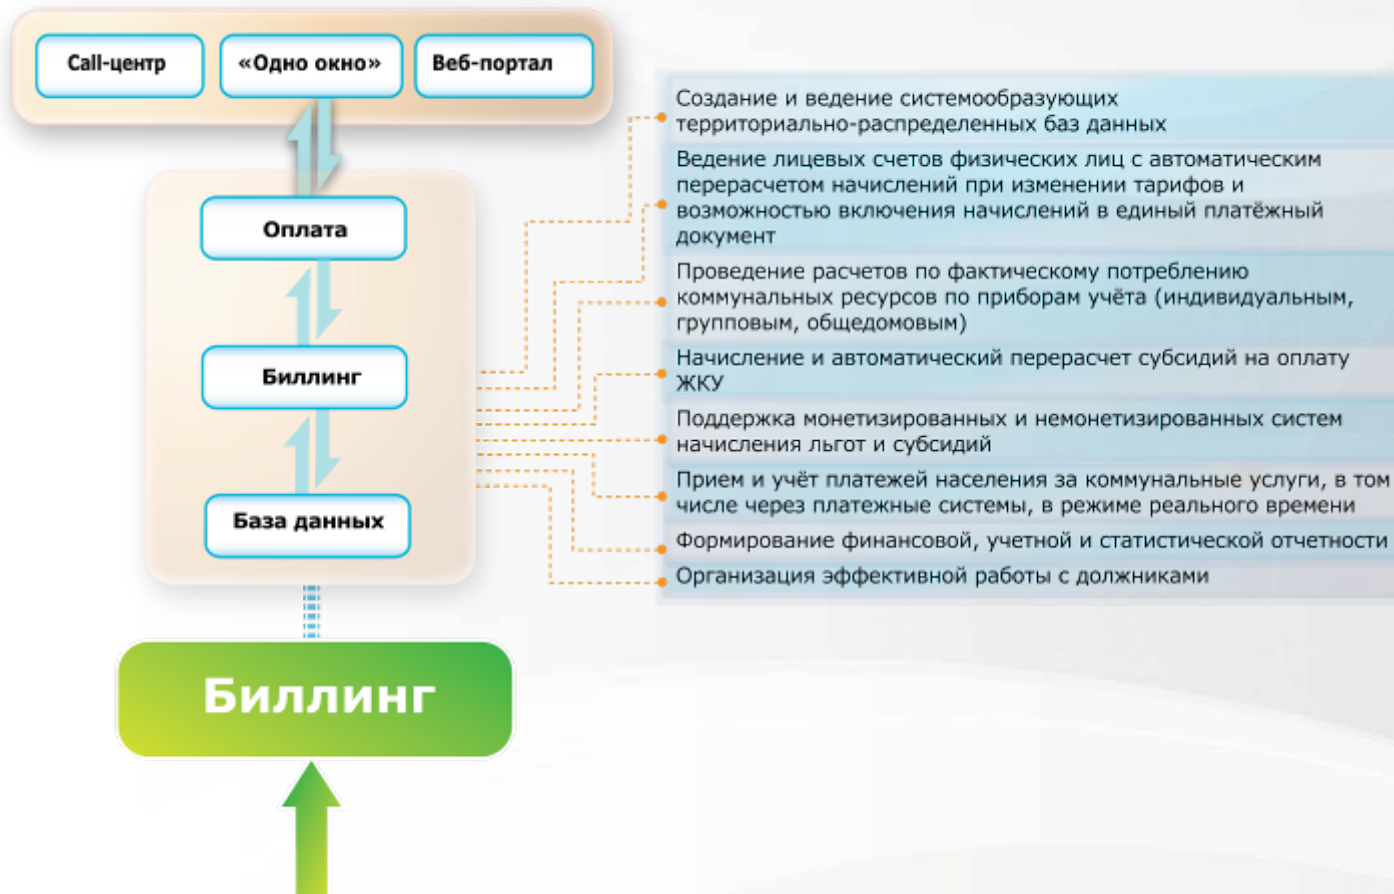 Call-центр
«Одно окно»
Веб-портал
Оплата
Биллинг
База данных
Биллинг
Создание и ведение системообразующих
территориально-распределенных баз данных
Ведение лицевых счетов физических лиц с автоматическим
перерасчетом начислений при изменении тарифов и
возможностью включения начислений в единый платёжный
документ
Проведение расчетов по фактическому потреблению
коммунальных ресурсов по приборам учёта (индивидуальным,
групповым, общедомовым)
Начисление и автоматический перерасчет субсидий на оплату
ЖКУ
Поддержка монетизированных и немонетизированных систем
начисления льгот и субсидий
Прием и учёт платежей населения за коммунальные услуги, в том
числе через платежные системы, в режиме реального времени
Формирование финансовой, учетной и статистической отчетности
Организация эффективной работы с должниками